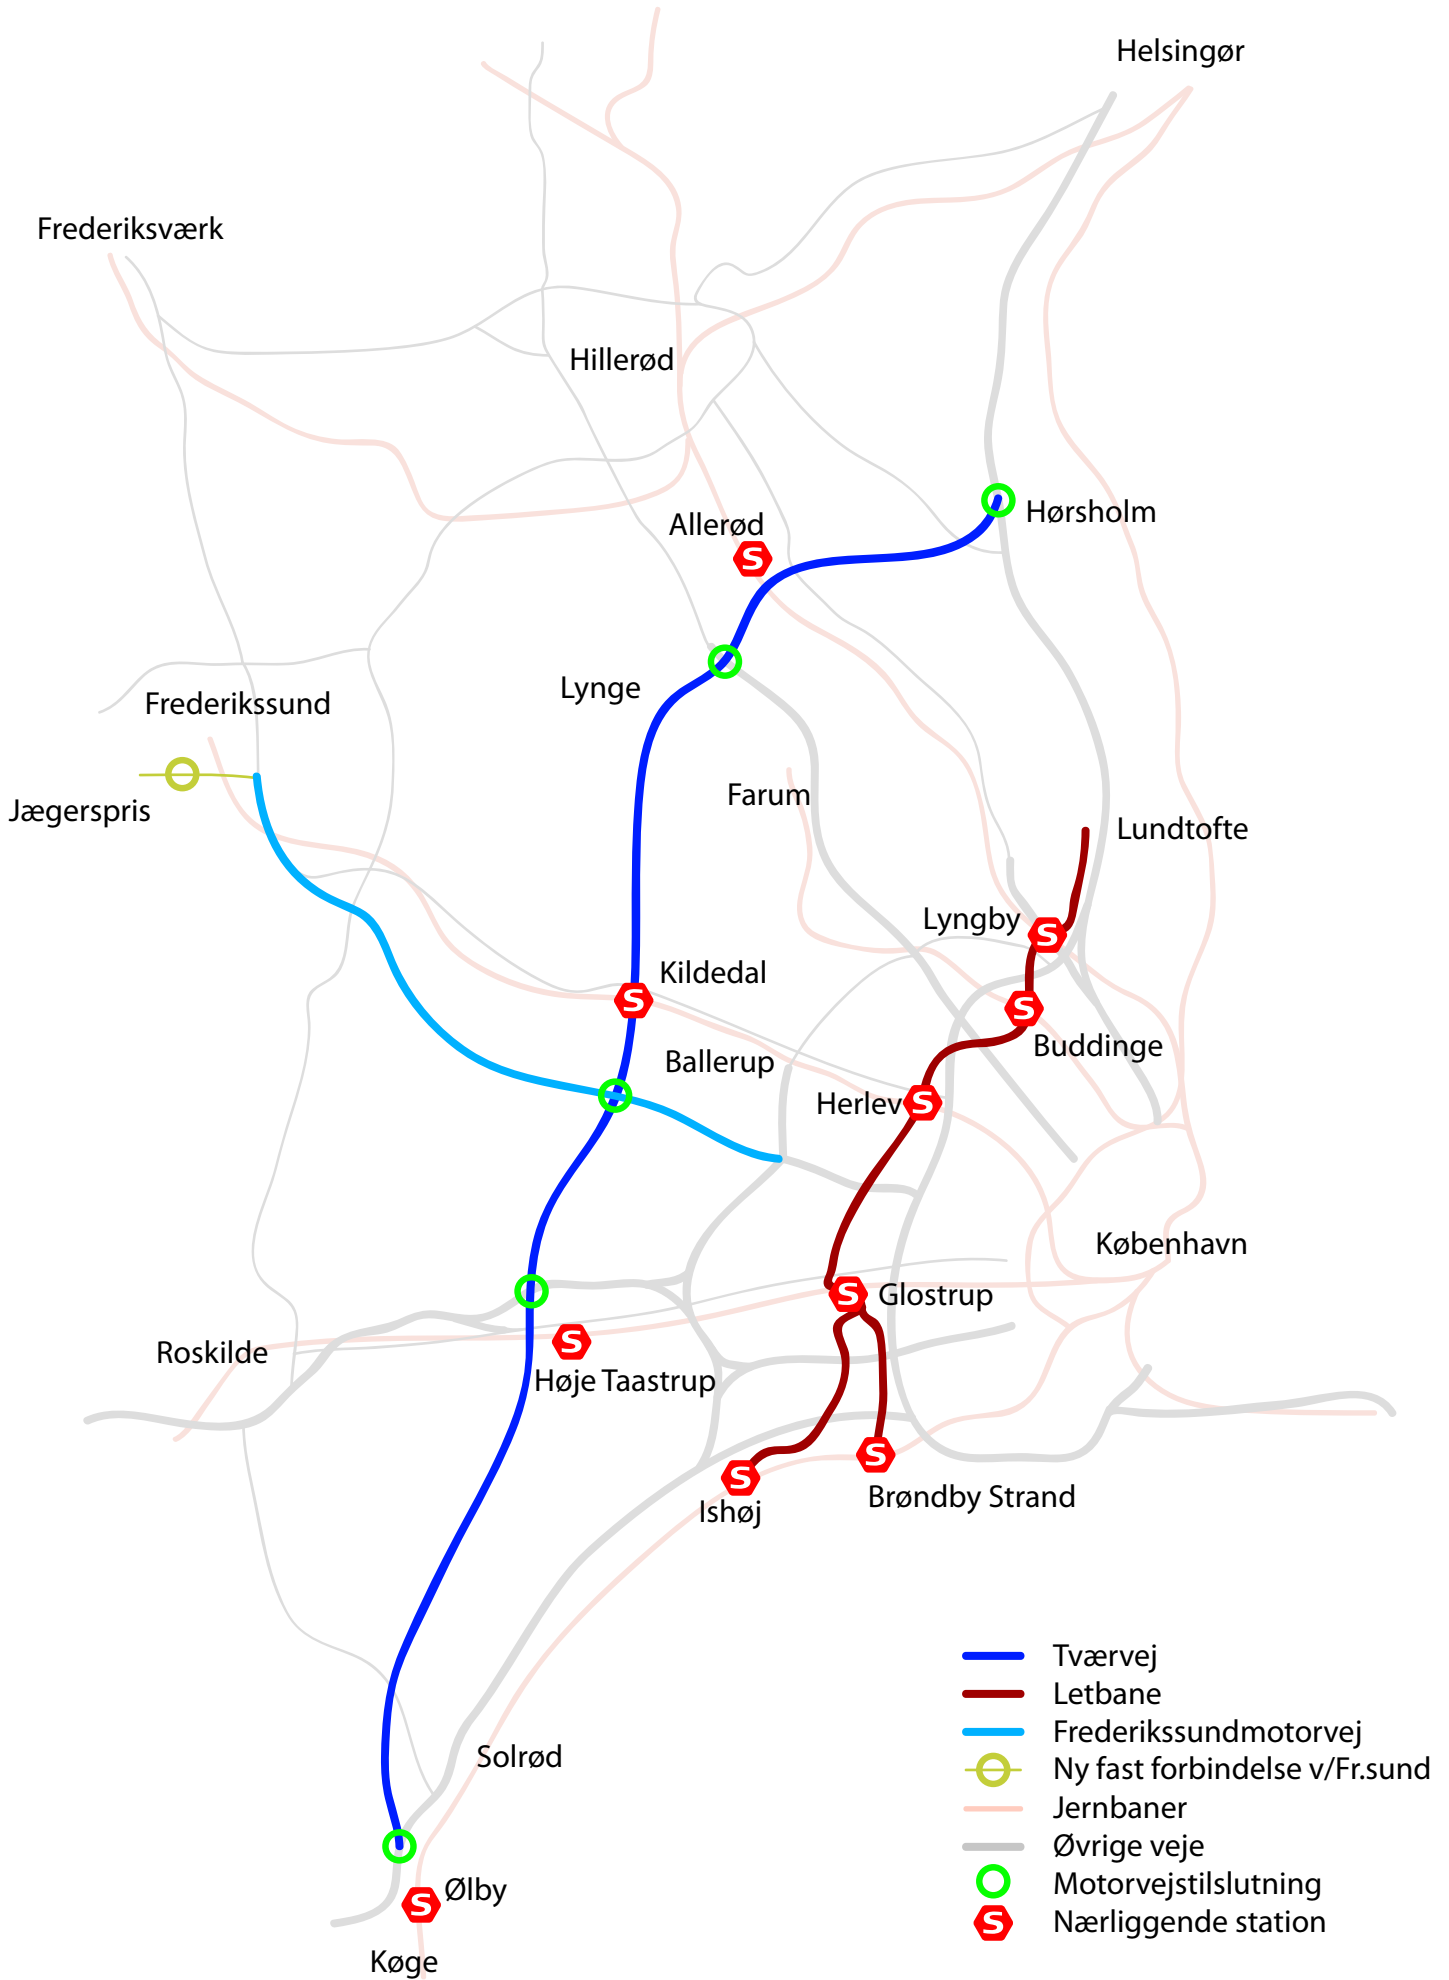 Helsingør
Frederiksværk
Hillerød
Allerød
S
Hørsholm
Lynge
Frederikssund
Jægerspris
Farum
Lundtofte
Lyngby
S
Kildedal
S
S
Buddinge
Ballerup
Herlev
S
København
Glostrup
S
Roskilde
S
Høje Taastrup
S
Brøndby Strand
S
Ishøj
Solrød
Ølby
S
Køge
Tværvej
Letbane
Frederikssundmotorvej
Ny fast forbindelse v/Fr.sund
Jernbaner
Øvrige veje
Motorvejstilslutning
S
Nærliggende station